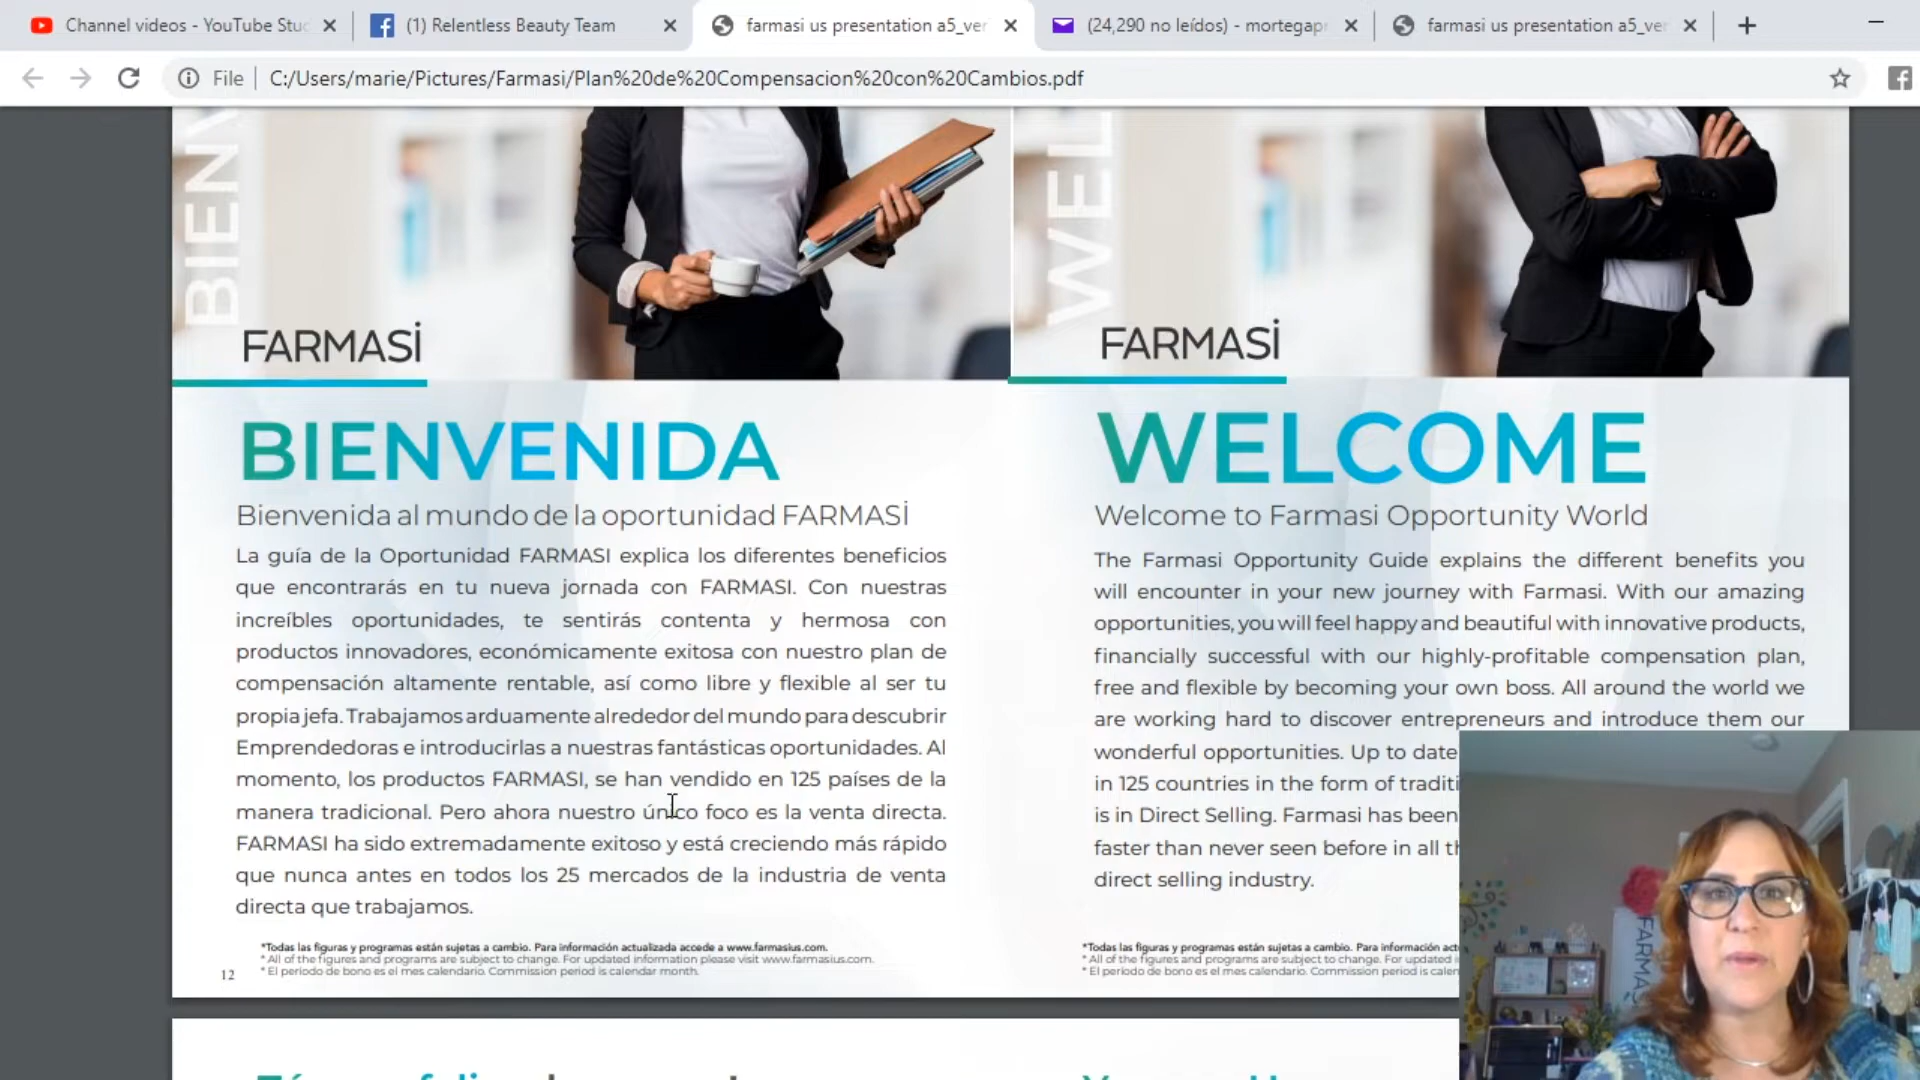 Channel videos - YouTube Stud
(1) Relentless Beauty Team
farmasi us presentation a5_ver
(24,290 no leídos) - mortegapr
farmasi us presentation a5_ver
File
C:/Users/marie/Pictures/Farmasi/Plan%20de%20Compensacion%20con%20Cambios.pdf
BIEN
FARMASİ
BIENVENIDA
Bienvenida al mundo de la oportunidad FARMASİ
La guía de la Oportunidad FARMASI explica los diferentes beneficios
que encontrarás en tu nueva jornada con FARMASI. Con nuestras
increíbles oportunidades, te sentirás contenta y hermosa con
productos innovadores, económicamente exitosa con nuestro plan de
compensación altamente rentable, así como libre y flexible al ser tu
propia jefa. Trabajamos arduamente alrededor del mundo para descubrir
Emprendedoras e introducirlas a nuestras fantásticas oportunidades. Al
momento, los productos FARMASI, se han vendido en 125 países de la
manera tradicional. Pero ahora nuestro único foco es la venta directa.
FARMASI ha sido extremadamente exitoso y está creciendo más rápido
que nunca antes en todos los 25 mercados de la industria de venta
directa que trabajamos.
*Todas las figuras y programas están sujetas a cambio. Para información actualizada accede a www.farmasius.com.
* All of the figures and programs are subject to change. For updated information please visit www.farmasius.com.
* El período de bono es el mes calendario. Commission period is calendar month.
12
WEL
FARMASİ
WELCOME
Welcome to Farmasi Opportunity World
The Farmasi Opportunity Guide explains the different benefits you
will encounter in your new journey with Farmasi. With our amazing
opportunities, you will feel happy and beautiful with innovative products,
financially successful with our highly-profitable compensation plan,
free and flexible by becoming your own boss. All around the world we
are working hard to discover entrepreneurs and introduce them our
wonderful opportunities. Up to date
in 125 countries in the form of traditi
is in Direct Selling. Farmasi has been
faster than never seen before in all th
direct selling industry.
*Todas las figuras y programas están sujetas a cambio. Para información act
* All of the figures and programs are subject to change. For updated i
* El período de bono es el mes calendario. Commission period is calen
FARMAS